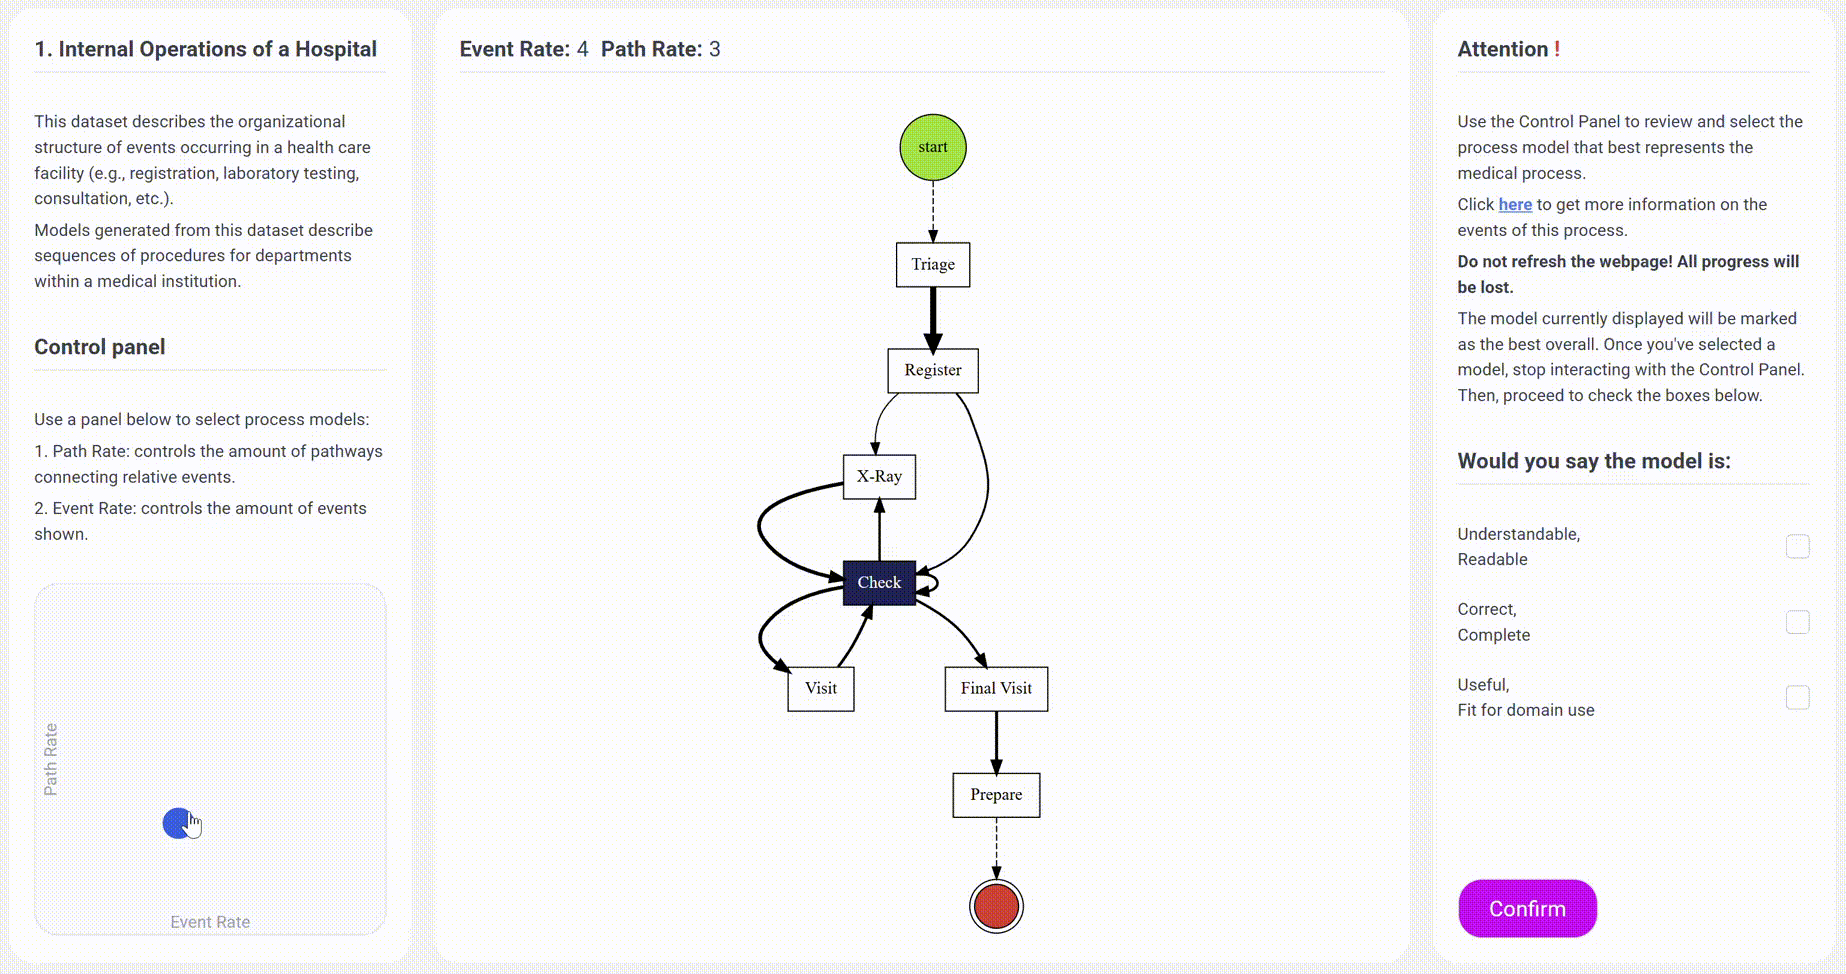 1. Internal Operations of a Hospital
This dataset describes the organizational
structure of events occurring in a health care
facility (e.g., registration, laboratory testing,
consultation, etc.).
Models generated from this dataset describe
sequences of procedures for departments
within a medical institution.
Control panel
Use a panel below to select process models:
1. Path Rate: controls the amount of pathways
connecting relative events.
2. Event Rate: controls the amount of events
shown.
Path Rate
Event Rate
Event Rate: 4 Path Rate: 3
start
Triage
Register
X-Ray
Check
Visit
Final Visit
Prepare
Attention !
Use the Control Panel to review and select the
process model that best represents the
medical process.
Click here to get more information on the
events of this process.
Do not refresh the webpage! All progress will
be lost.
The model currently displayed will be marked
as the best overall. Once you've selected a
model, stop interacting with the Control Panel.
Then, proceed to check the boxes below.
Would you say the model is:
Understandable,
Readable
Correct,
Complete
Useful,
Fit for domain use
Confirm